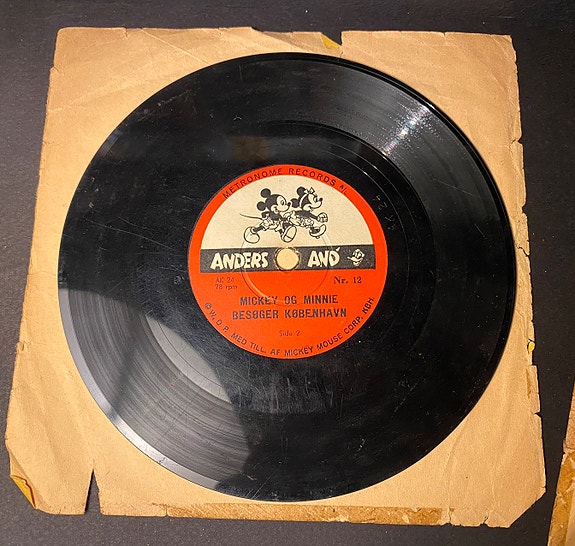 METRONOME RECORDS A/S
ANDERS AND
Nr. 12
78 rpm
MICKEY OG MINNIE
BESØGER KØBENHAVN
Side 2
© W. D. P. MED TILL. AF MICKEY MOUSE CORP. KBH.